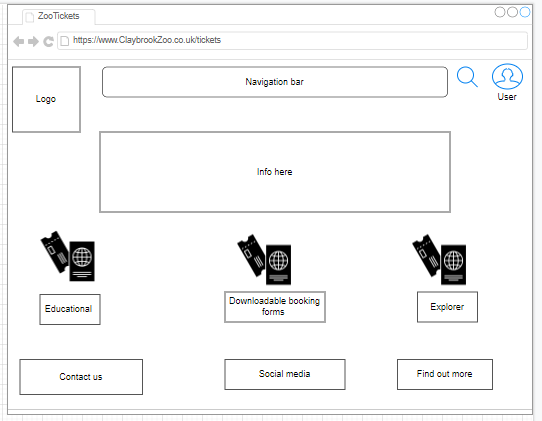 ZooTickets
https://www.ClaybrookZoo.co.uk/tickets
Logo
Navigation bar
User
Info here
Educational
Downloadable booking
forms
Explorer
Contact us
Social media
Find out more